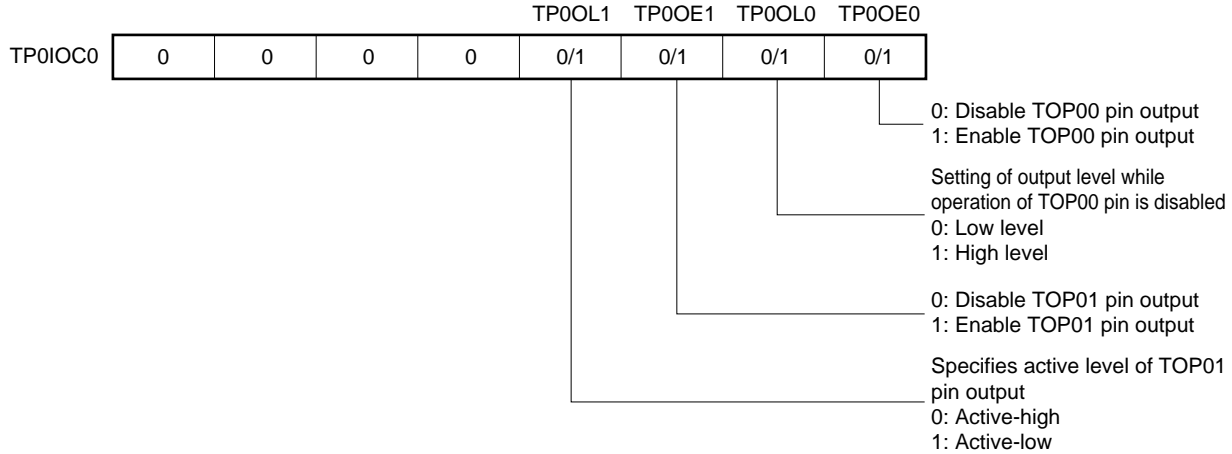 TP0OL1 TP0OE1 TP0OL0 TP0OE0
TP0IOC0 0 0 0 0 0/1 0/1 0/1 0/1
0: Disable TOP00 pin output
1: Enable TOP00 pin output
Setting of output level while
operation of TOP00 pin is disabled
0: Low level
1: High level
0: Disable TOP01 pin output
1: Enable TOP01 pin output
Specifies active level of TOP01
pin output
0: Active-high
1: Active-low